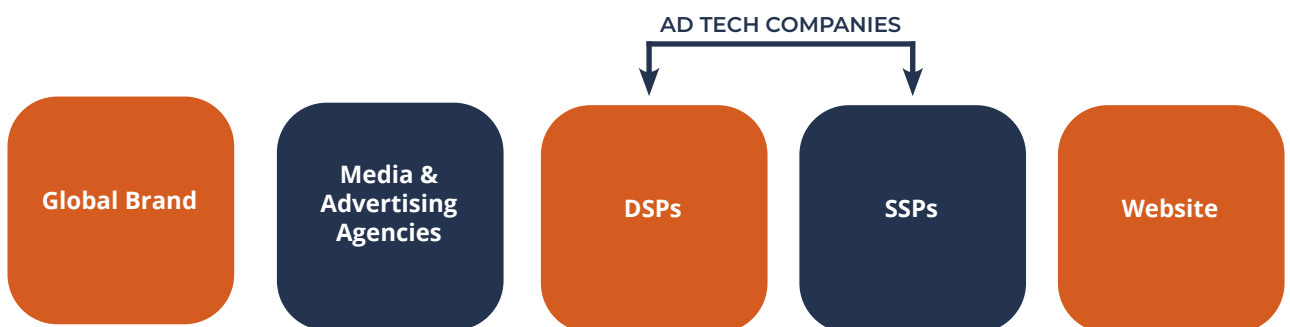 AD TECH COMPANIES
Global Brand
Media &
Advertising
Agencies
DSPs
SSPs
Website